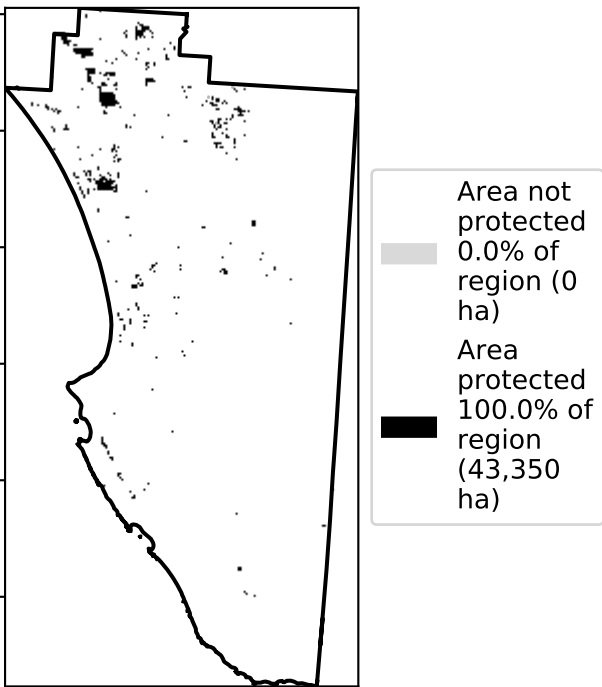 Area not
protected
0.0% of
region (0
ha)
Area
protected
100.0% of
region
(43,350
ha)